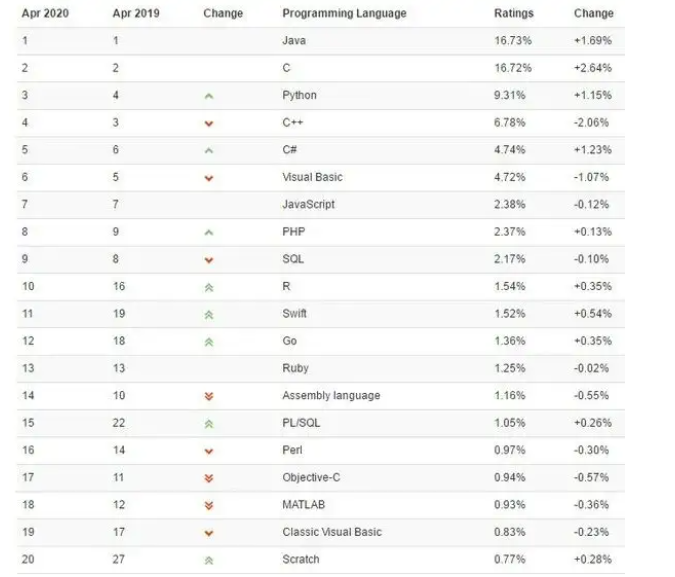 Apr 2020 Apr 2019 Change Programming Language Ratings Change
1 1 Java 16.73% +1.69%
2 2 C 16.72% +2.64%
3 4 Python 9.31% +1.15%
4 3 C++ 6.78% -2.06%
5 6 C# 4.74% +1.23%
6 5 Visual Basic 4.72% -1.07%
7 7 JavaScript 2.38% -0.12%
8 9 PHP 2.37% +0.13%
9 8 SQL 2.17% -0.10%
10 16 R 1.54% +0.35%
11 19 Swift 1.52% +0.54%
12 18 Go 1.36% +0.35%
13 13 Ruby 1.25% -0.02%
14 10 Assembly language 1.16% -0.55%
15 22 PL/SQL 1.05% +0.26%
16 14 Perl 0.97% -0.30%
17 11 Objective-C 0.94% -0.57%
18 12 MATLAB 0.93% -0.36%
19 17 Classic Visual Basic 0.83% -0.23%
20 27 Scratch 0.77% +0.28%